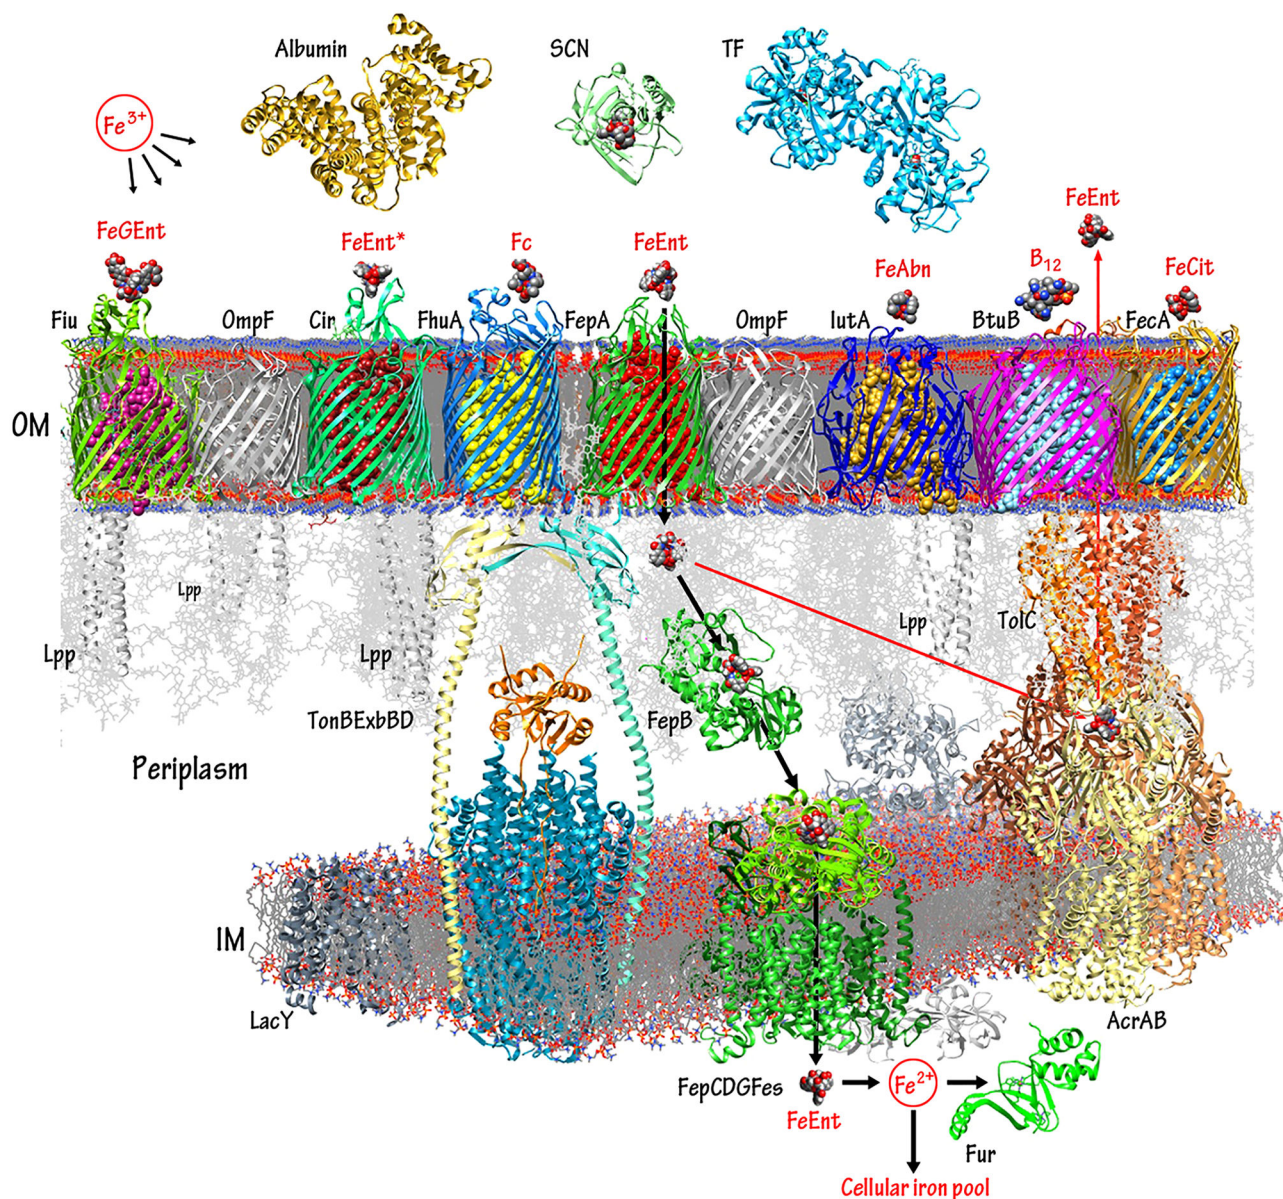 Albumin
SCN
TF
Fe3+
FeEnt
FeGEnt
FeEnt*
Fc
FeEnt
FeAbn
B12
FeCit
Fiu
OmpF
Cir
FhuA
FepA
OmpF
IutA
BtuB
FecA
OM
Lpp
Lpp
Lpp
Lpp
TolC
TonBExbBD
FepB
Periplasm
IM
LacY
AcrAB
FepCDGFes
Fe2+
FeEnt
Fur
Cellular iron pool